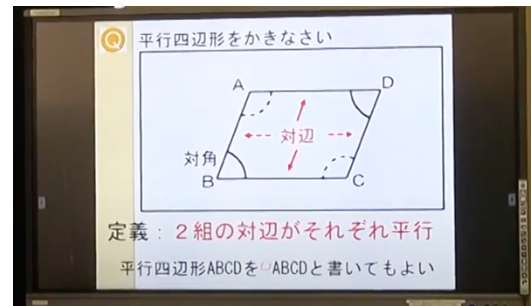 Q 平行四辺形をかきなさい
A D
対辺
対角
B C
定義：２組の対辺がそれぞれ平行
平行四辺形ABCDを▱ABCDと書いてもよい